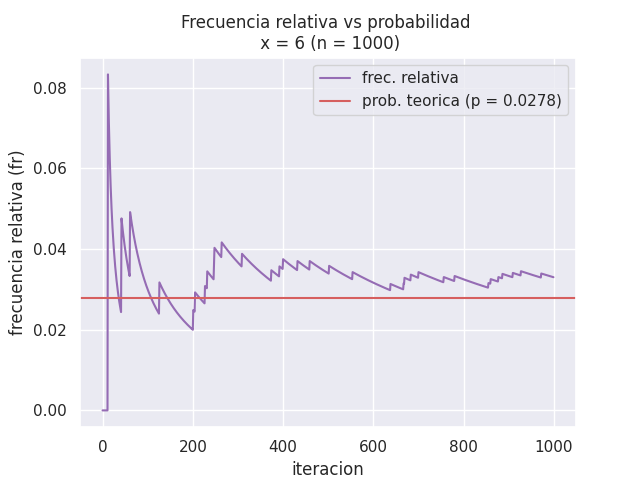 Frecuencia relativa vs probabilidad
x = 6 (n = 1000)
frec. relativa
prob. teorica (p = 0.0278)
frecuencia relativa (fr)
0.08
0.06
0.04
0.02
0.00
0 200 400 600 800 1000
iteracion